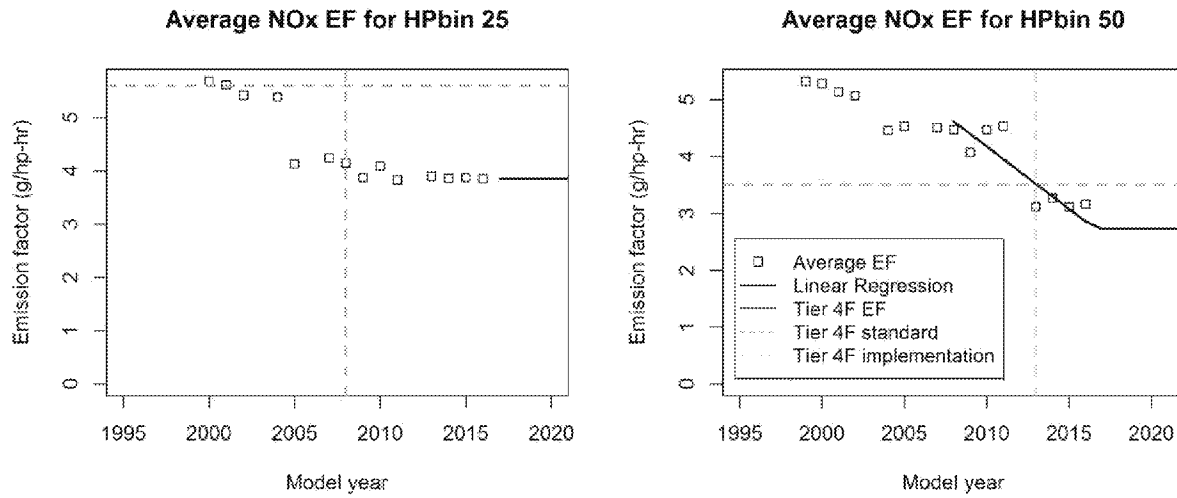 Average NOx EF for HPbin 25
Emission factor (g/hp-hr)
5
4
3
2
1
0
1995 2000 2005 2010 2015 2020
Model year
Average NOx EF for HPbin 50
Emission factor (g/hp-hr)
5
4
3
2
1
0
Average EF
Linear Regression
Tier 4F EF
Tier 4F standard
Tier 4F implementation
1995 2000 2005 2010 2015 2020
Model year